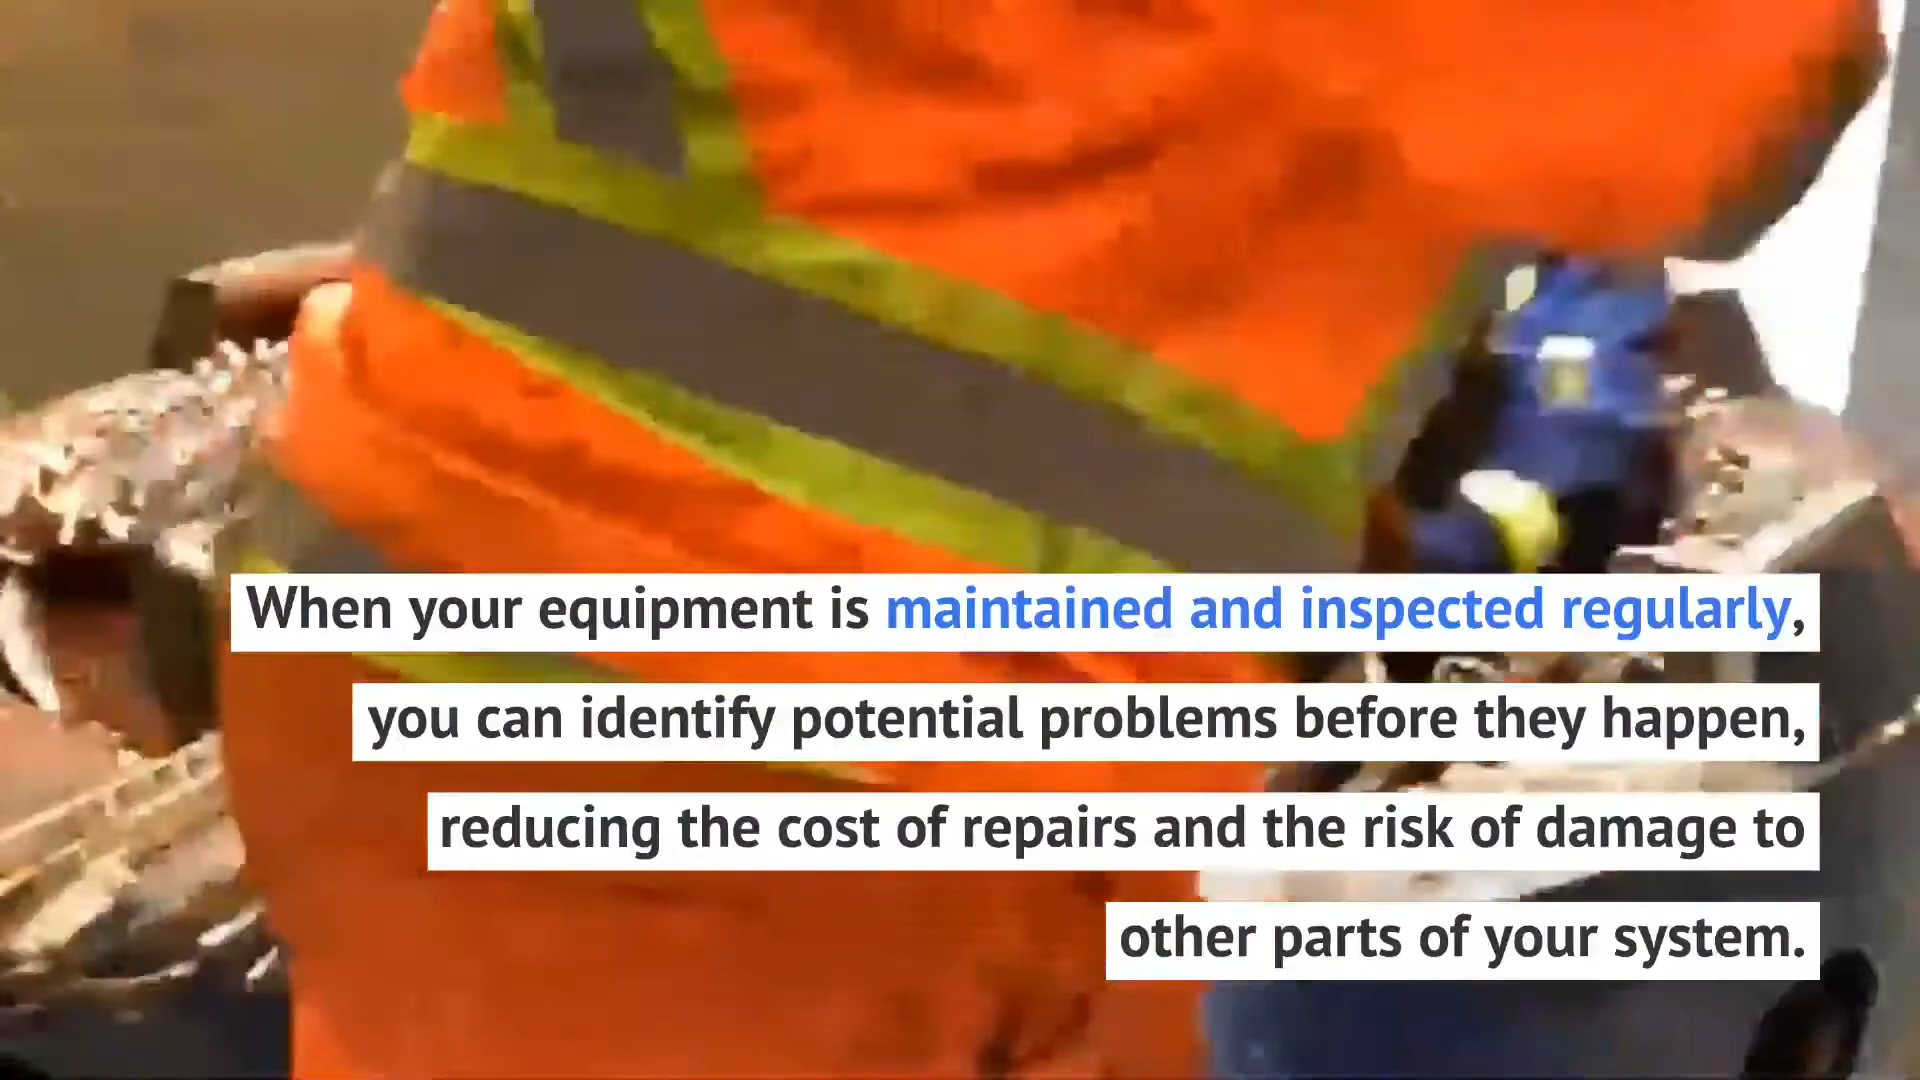 When your equipment is maintained and inspected regularly,
you can identify potential problems before they happen,
reducing the cost of repairs and the risk of damage to
other parts of your system.